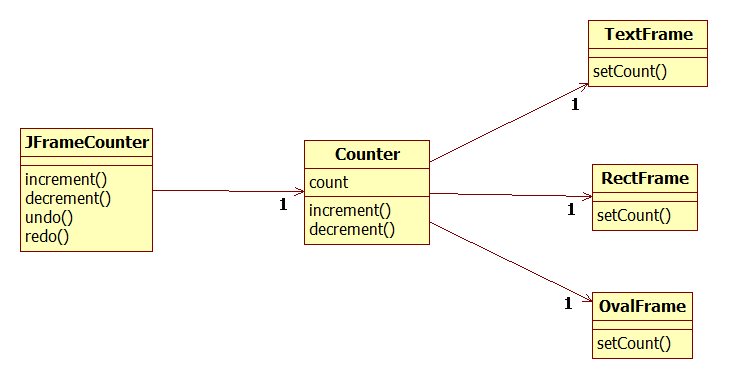 JFrameCounter
increment()
decrement()
undo()
redo()
1
Counter
count
increment()
decrement()
1
TextFrame
setCount()
1
RectFrame
setCount()
1
OvalFrame
setCount()